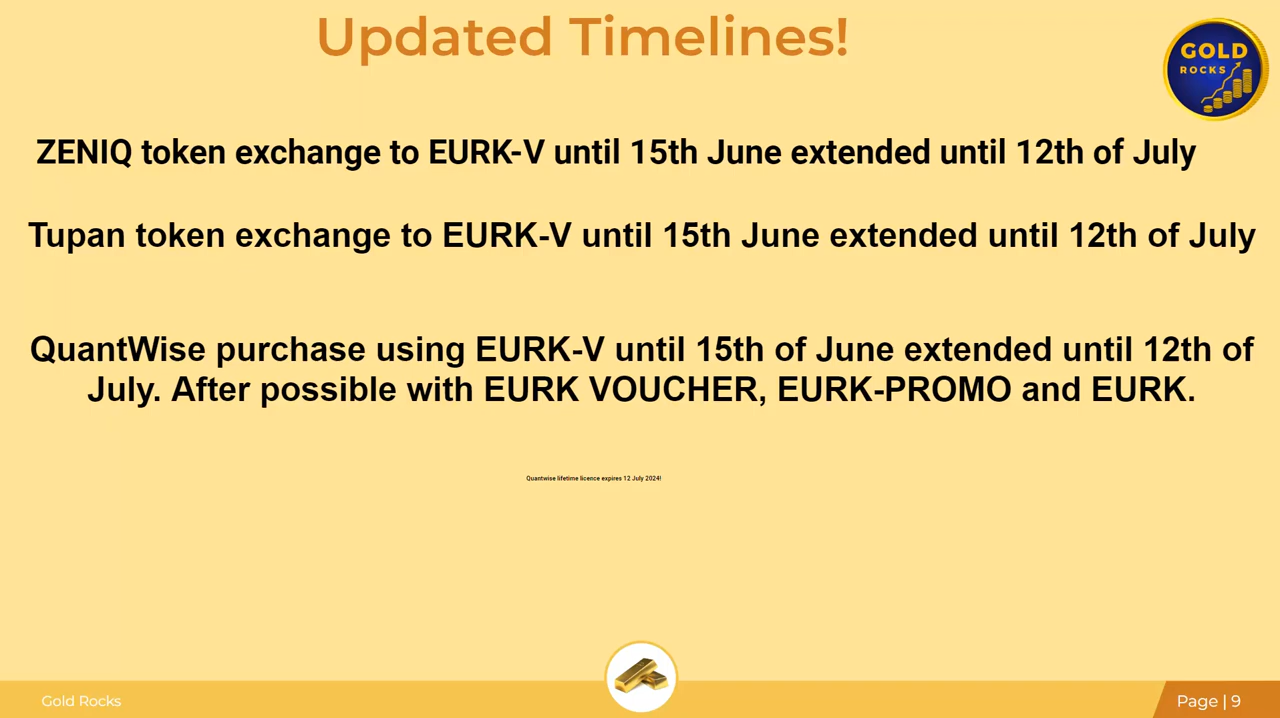 Updated Timelines!
GOLD
ROCKS
ZENIQ token exchange to EURK-V until 15th June extended until 12th of July
Tupan token exchange to EURK-V until 15th June extended until 12th of July
QuantWise purchase using EURK-V until 15th of June extended until 12th of
July. After possible with EURK VOUCHER, EURK-PROMO and EURK.
Quantwise lifetime licence expires 12 July 2024!
Gold Rocks
Page | 9